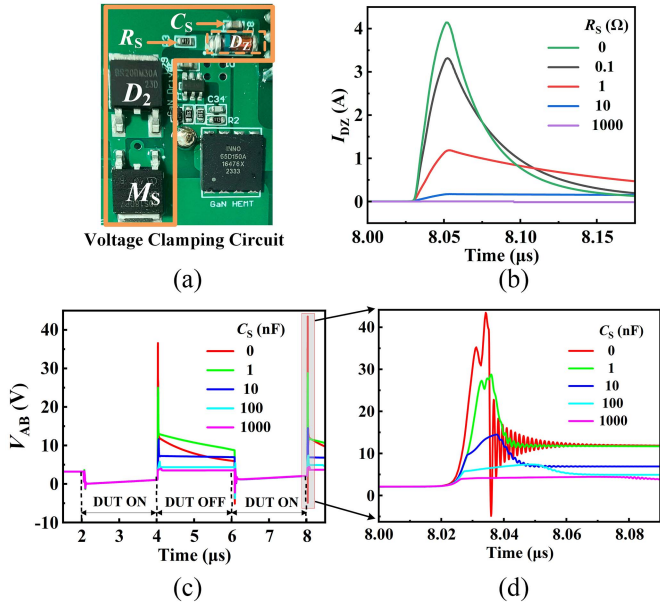 C_S
R_S
D_Z
D_2
C34
R2
INNO
65D150A
16476X
2333
M_S
GaN HEMT
Voltage Clamping Circuit
(a)
I_DZ (A)
5
4
3
2
1
0
R_S (Ω)
0
0.1
1
10
1000
8.00 8.05 8.10 8.15
Time (μs)
(b)
V_AB (V)
40
30
20
10
0
-10
C_S (nF)
0
1
10
100
1000
DUT ON DUT OFF DUT ON
2 4 6 8
Time (μs)
(c)
40
30
20
10
0
C_S (nF)
0
1
10
100
1000
8.00 8.02 8.04 8.06 8.08
Time (μs)
(d)